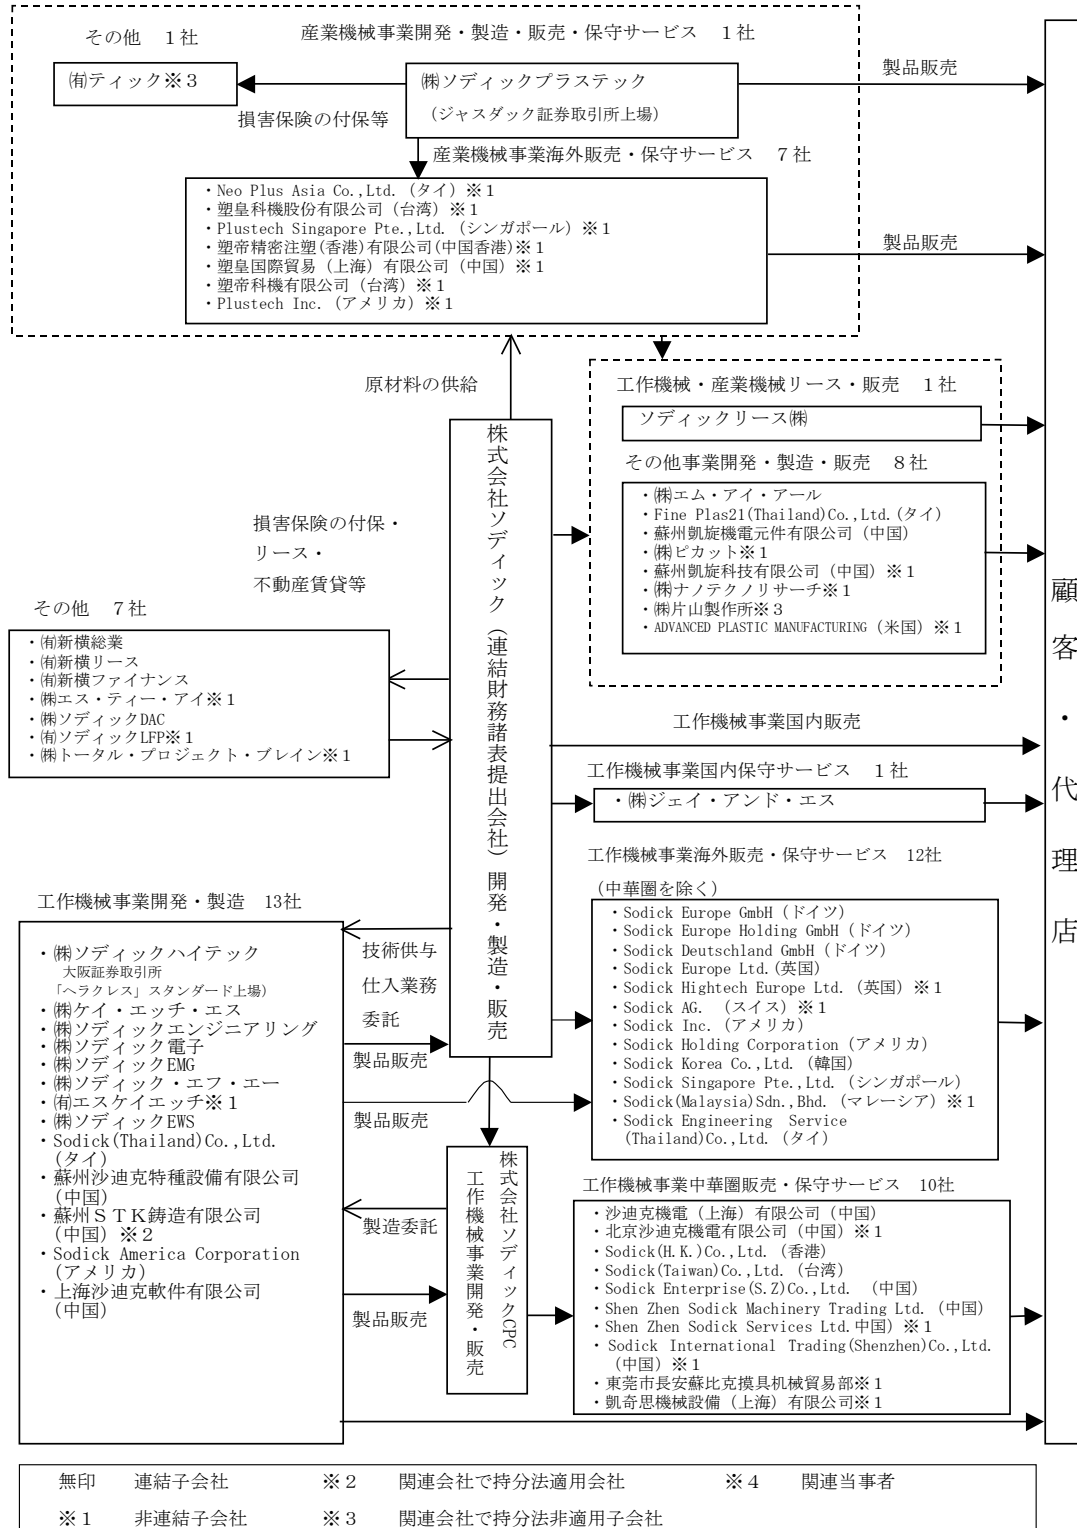 その他　１社
産業機械事業開発・製造・販売・保守サービス　１社
㈲ティック※３
㈱ソディックプラステック
（ジャスダック証券取引所上場）
製品販売
損害保険の付保等
産業機械事業海外販売・保守サービス　７社
・Neo Plus Asia Co.,Ltd.（タイ）※１
・塑皇科機股份有限公司（台湾）※１
・Plustech Singapore Pte.,Ltd.（シンガポール）※１
・塑帝精密注塑(香港)有限公司(中国香港)※１
・塑皇国際貿易（上海）有限公司（中国）※１
・塑帝科機有限公司（台湾）※１
・Plustech Inc.（アメリカ）※１
製品販売
原材料の供給
工作機械・産業機械リース・販売　１社
ソディックリース㈱
その他事業開発・製造・販売　８社
・㈱エム・アイ・アール
・Fine Plas21(Thailand)Co.,Ltd.(タイ）
・蘇州凱旋機電元件有限公司（中国）
・㈱ピカット※１
・蘇州凱旋科技有限公司（中国）※１
・㈱ナノテクノリサーチ※１
・㈱片山製作所※３
・ADVANCED PLASTIC MANUFACTURING（米国）※１
損害保険の付保・
リース・
不動産賃貸等
その他　７社
・㈲新横総業
・㈲新横リース
・㈲新横ファイナンス
・㈱エス・ティー・アイ※１
・㈱ソディックDAC
・㈲ソディックLFP※１
・㈱トータル・プロジェクト・ブレイン※１
株式会社ソディック（連結財務諸表提出会社）開発・製造・販売
顧客・代理店
工作機械事業国内販売
工作機械事業国内保守サービス　１社
・㈱ジェイ・アンド・エス
工作機械事業海外販売・保守サービス　12社
（中華圏を除く）
・Sodick Europe GmbH（ドイツ）
・Sodick Europe Holding GmbH（ドイツ）
・Sodick Deutschland GmbH（ドイツ）
・Sodick Europe Ltd.(英国）
・Sodick Hightech Europe Ltd.（英国）※１
・Sodick AG.　（スイス）※１
・Sodick Inc.（アメリカ）
・Sodick Holding Corporation（アメリカ）
・Sodick Korea Co.,Ltd.（韓国）
・Sodick Singapore Pte.,Ltd.（シンガポール）
・Sodick(Malaysia)Sdn.,Bhd.（マレーシア）※１
・Sodick Engineering Service
(Thailand)Co.,Ltd.（タイ）
工作機械事業開発・製造　13社
・㈱ソディックハイテック
大阪証券取引所
「ヘラクレス」スタンダード上場）
・㈱ケイ・エッチ・エス
・㈱ソディックエンジニアリング
・㈱ソディック電子
・㈱ソディックEMG
・㈱ソディック・エフ・エー
・㈲エスケイエッチ※１
・㈱ソディックEWS
・Sodick(Thailand)Co.,Ltd.
（タイ）
・蘇州沙迪克特種設備有限公司
（中国）
・蘇州ＳＴＫ鋳造有限公司
（中国）※２
・Sodick America Corporation
（アメリカ）
・上海沙迪克軟件有限公司
（中国）
技術供与
仕入業務
委託
製品販売
製品販売
製造委託
製品販売
株式会社ソディックCPC
工作機械事業開発・販売
工作機械事業中華圏販売・保守サービス　10社
・沙迪克機電（上海）有限公司（中国）
・北京沙迪克機電有限公司（中国）※１
・Sodick(H.K.)Co.,Ltd.（香港）
・Sodick(Taiwan)Co.,Ltd.（台湾）
・Sodick Enterprise(S.Z)Co.,Ltd.　（中国）
・Shen Zhen Sodick Machinery Trading Ltd.（中国）
・Shen Zhen Sodick Services Ltd.中国）※１
・Sodick International Trading(Shenzhen)Co.,Ltd.
（中国）※１
・東莞市長安蘇比克摸具机械貿易部※１
・凱奇思機械設備（上海）有限公司※１
無印　連結子会社　※２　関連会社で持分法適用会社　※４　関連当事者
※１　非連結子会社　※３　関連会社で持分法非適用子会社